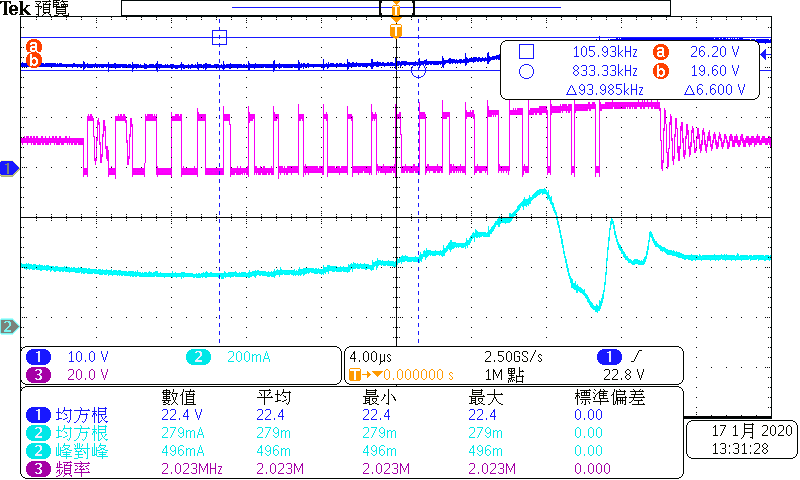 Tek 預覽
T
T
a
b
105.93kHz a 26.20 V
833.33kHz b 19.60 V
△93.985kHz △6.600 V
1
2
1 10.0 V 2 200mA
3 20.0 V
4.00µs 2.50GS/s 1 ∫
T→▼0.000000 s 1M 點 22.8 V
數值 平均 最小 最大 標準偏差
1 均方根 22.4 V 22.4 22.4 22.4 0.00
2 均方根 279mA 279m 279m 279m 0.00
2 峰對峰 496mA 496m 496m 496m 0.00
3 頻率 2.023MHz 2.023M 2.023M 2.023M 0.000
17 1月 2020
13:31:28